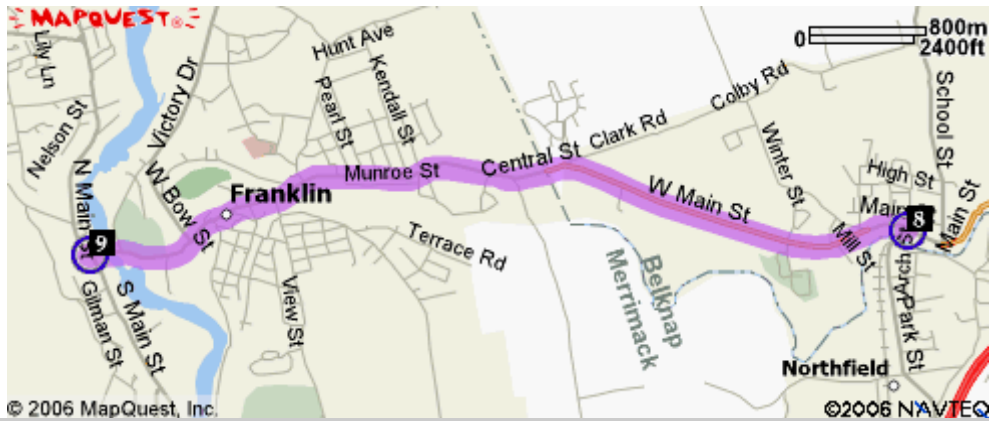 MAPQUEST®
800m
0
2400ft
Lily Ln
Hunt Ave
Victory Dr
Kendall St
Pearl St
Colby Rd
School St
Nelson St
Clark Rd
Winter St
N Main St
W Bow St
Munroe St
Central St
High St
Franklin
W Main St
Main St
8
Main St
9
Terrace Rd
Mill St
Arch St
Gilman St
S Main St
View St
Belknap
Merrimack
Park St
Northfield
© 2006 MapQuest, Inc.
©2006 NAVTEQ